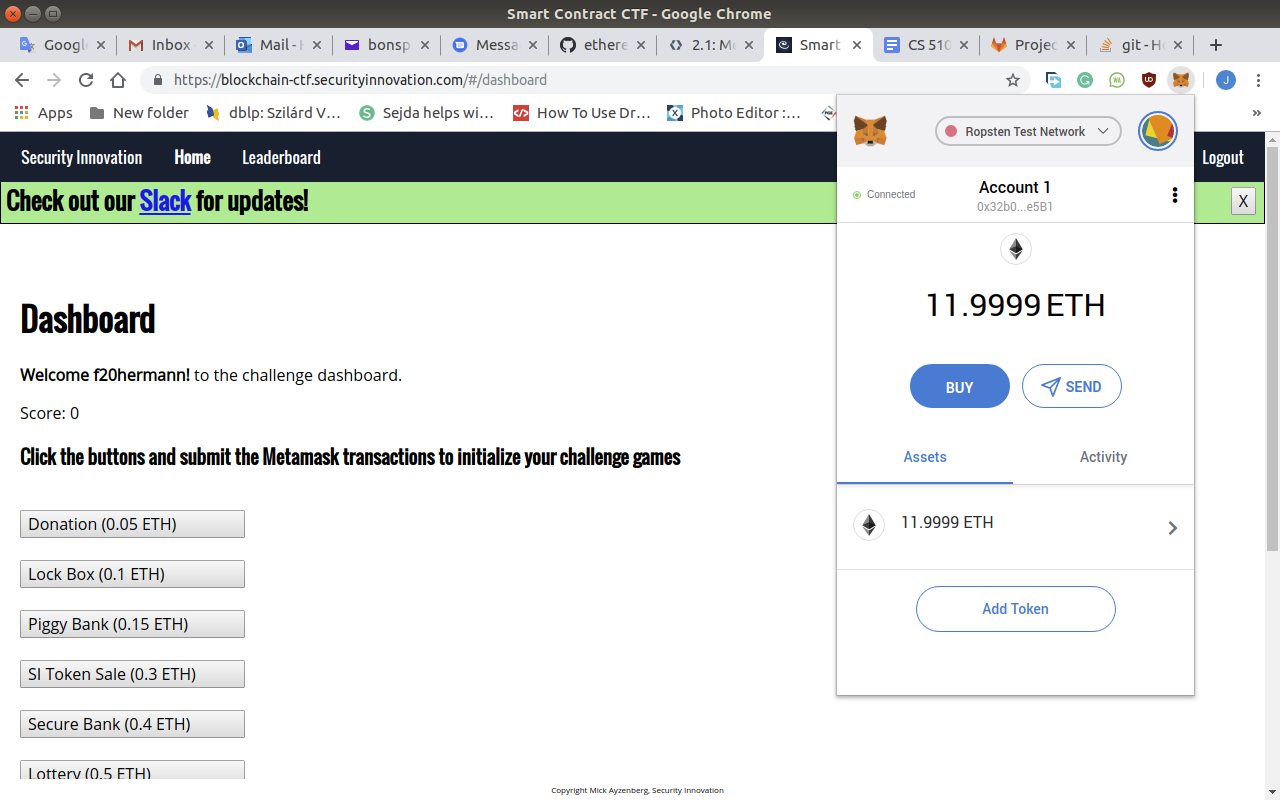 Smart Contract CTF - Google Chrome
Googl
Inbox
Mail - H
bonsp
Messa
ethere
2.1: Me
Smart
CS 510
Projec
git - Ho
https://blockchain-ctf.securityinnovation.com/#/dashboard
Apps
New folder
dblp: Szilárd V...
Sejda helps wi...
How To Use Dr...
Photo Editor :...
»
Security Innovation
Home
Leaderboard
Logout
Check out our Slack for updates!
X
Ropsten Test Network
Connected
Account 1
0x32b0...e5B1
11.9999 ETH
BUY
SEND
Assets
Activity
11.9999 ETH
Add Token
Dashboard
Welcome f20hermann! to the challenge dashboard.
Score: 0
Click the buttons and submit the Metamask transactions to initialize your challenge games
Donation (0.05 ETH)
Lock Box (0.1 ETH)
Piggy Bank (0.15 ETH)
SI Token Sale (0.3 ETH)
Secure Bank (0.4 ETH)
Lottery (0.5 ETH)
Copyright Mick Ayzenberg, Security Innovation